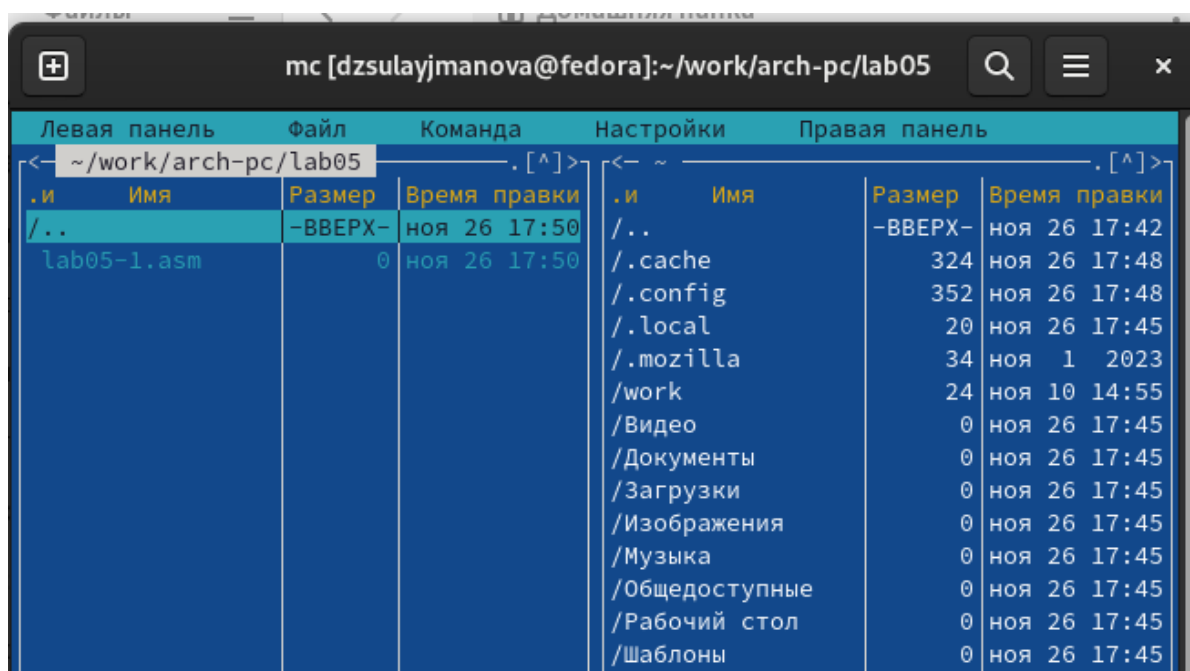 Файлы
Домашняя папка
mc [dzsulayjmanova@fedora]:~/work/arch-pc/lab05
Левая панель Файл Команда Настройки Правая панель
<— ~/work/arch-pc/lab05 —.[^]> <— ~ —.[^]>
.и Имя Размер Время правки .и Имя Размер Время правки
/.. -ВВЕРХ- ноя 26 17:50 /.. -ВВЕРХ- ноя 26 17:42
lab05-1.asm 0 ноя 26 17:50 /.cache 324 ноя 26 17:48
/.config 352 ноя 26 17:48
/.local 20 ноя 26 17:45
/.mozilla 34 ноя 1 2023
/work 24 ноя 10 14:55
/Видео 0 ноя 26 17:45
/Документы 0 ноя 26 17:45
/Загрузки 0 ноя 26 17:45
/Изображения 0 ноя 26 17:45
/Музыка 0 ноя 26 17:45
/Общедоступные 0 ноя 26 17:45
/Рабочий стол 0 ноя 26 17:45
/Шаблоны 0 ноя 26 17:45